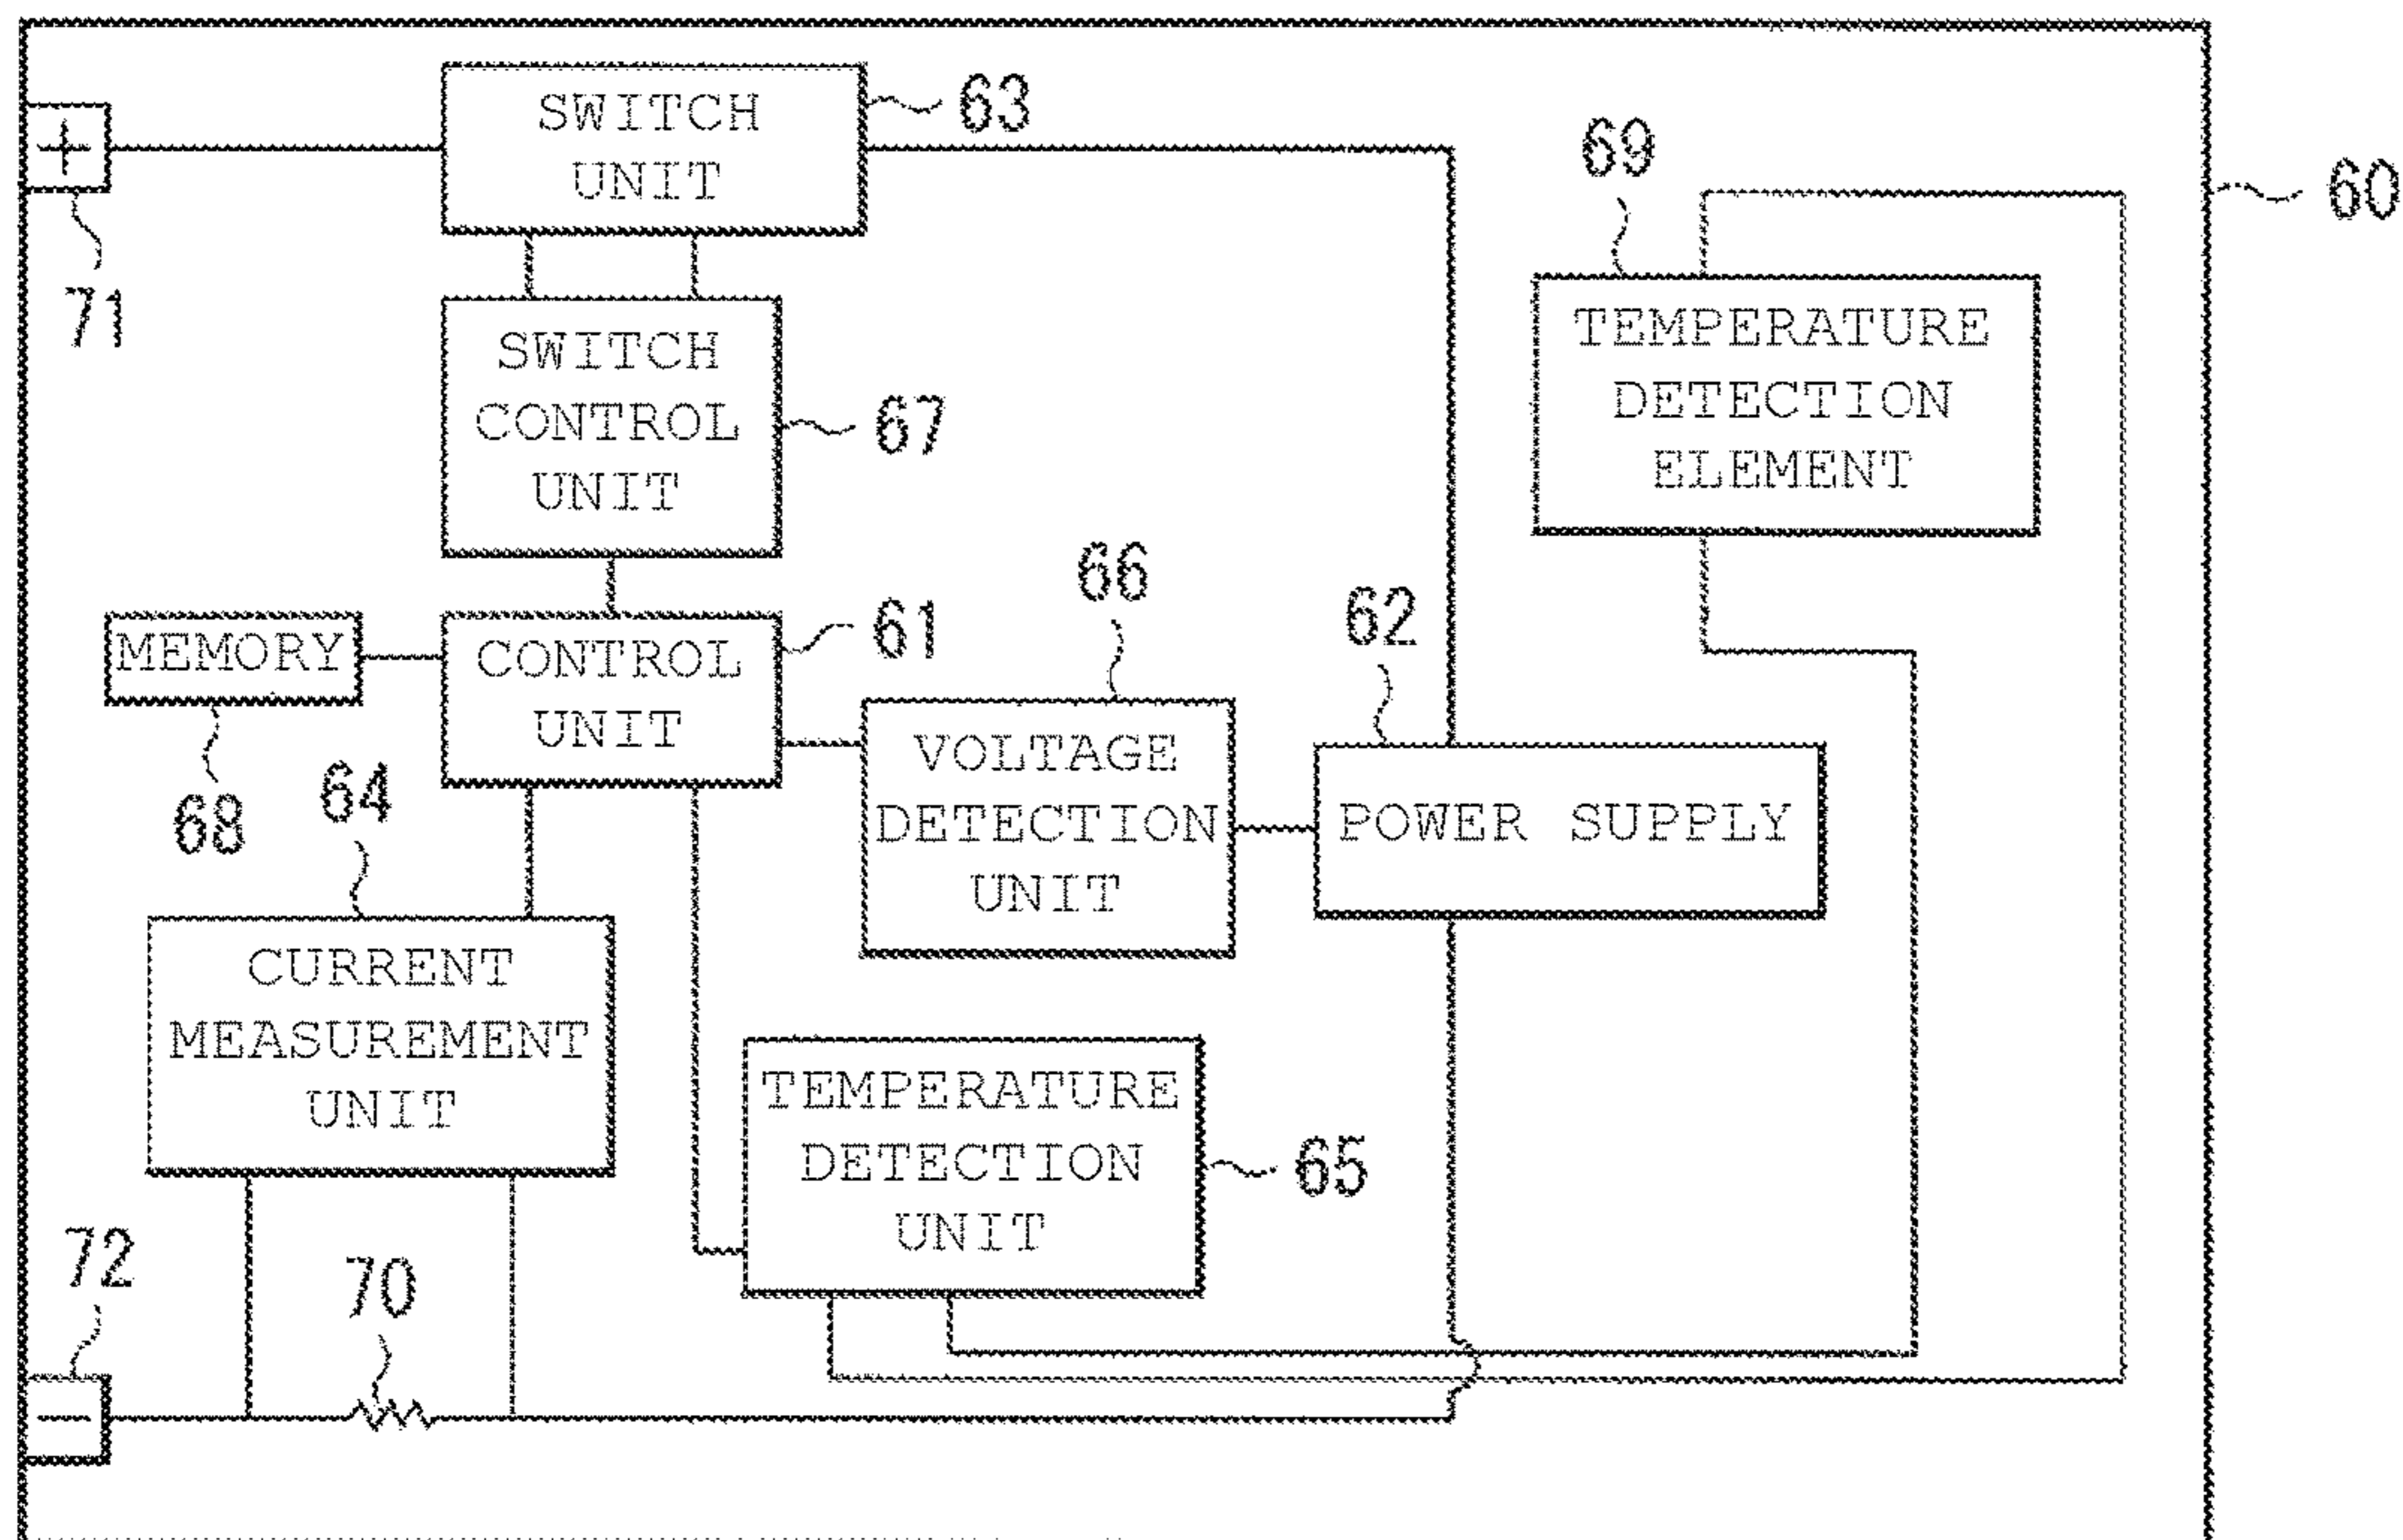 SWITCH
UNIT
63
+
71
69
60
TEMPERATURE
DETECTION
ELEMENT
SWITCH
CONTROL
UNIT
67
66
62
61
MEMORY
68
CONTROL
UNIT
VOLTAGE
DETECTION
UNIT
POWER SUPPLY
64
CURRENT
MEASUREMENT
UNIT
TEMPERATURE
DETECTION
UNIT
65
72
70
−